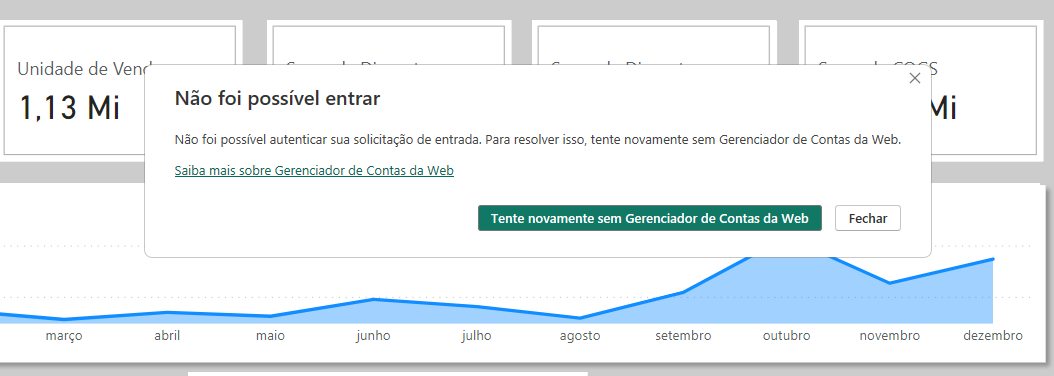 Unidade de Vend
1,13 Mi
Mi
Não foi possível entrar
Não foi possível autenticar sua solicitação de entrada. Para resolver isso, tente novamente sem Gerenciador de Contas da Web.
Saiba mais sobre Gerenciador de Contas da Web
Tente novamente sem Gerenciador de Contas da Web
Fechar
março abril maio junho julho agosto setembro outubro novembro dezembro